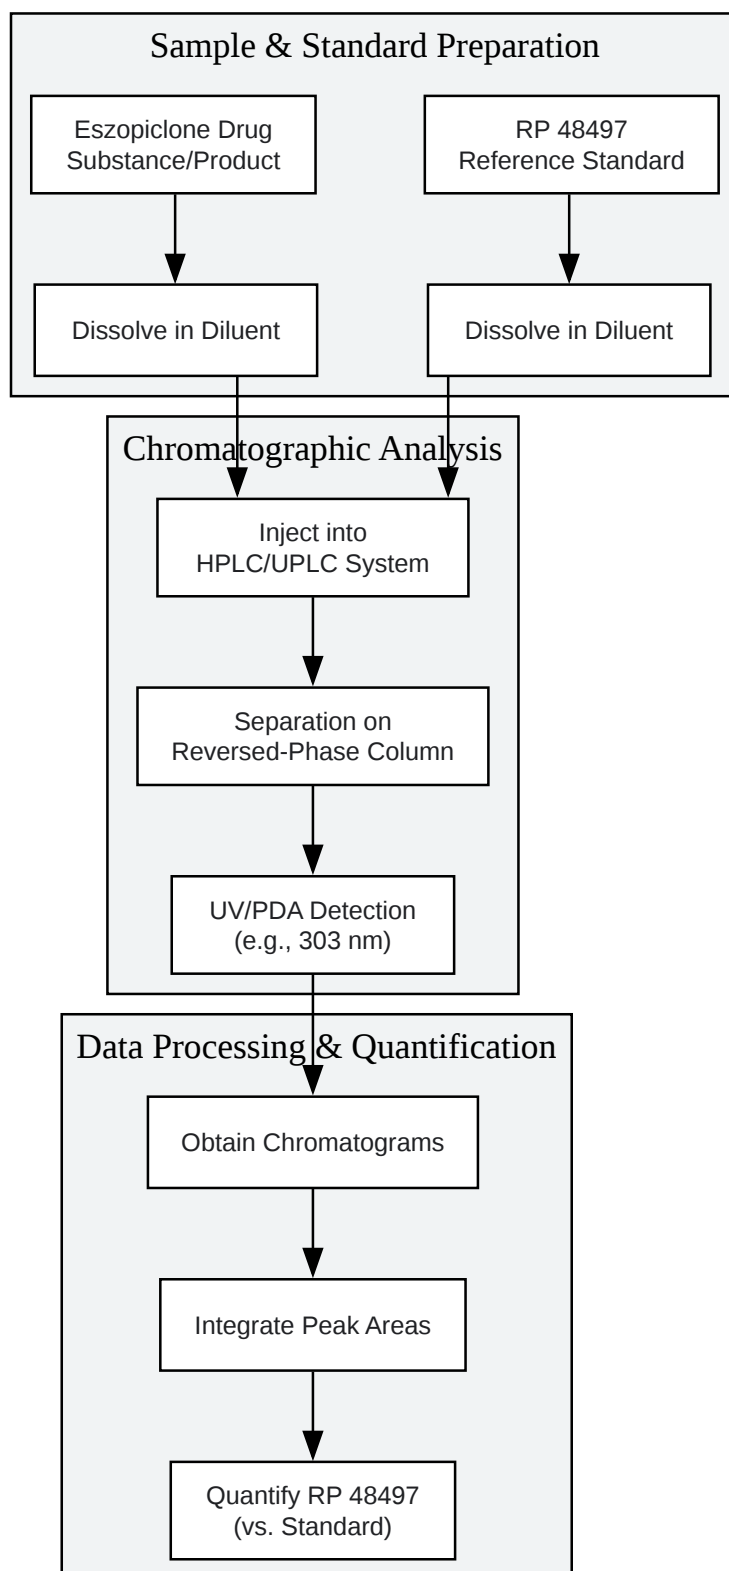 Sample & Standard Preparation
Eszopiclone Drug
Substance/Product
RP 48497
Reference Standard
Dissolve in Diluent
Dissolve in Diluent
Chromatographic Analysis
Inject into
HPLC/UPLC System
Separation on
Reversed-Phase Column
UV/PDA Detection
(e.g., 303 nm)
Data Processing & Quantification
Obtain Chromatograms
Integrate Peak Areas
Quantify RP 48497
(vs. Standard)